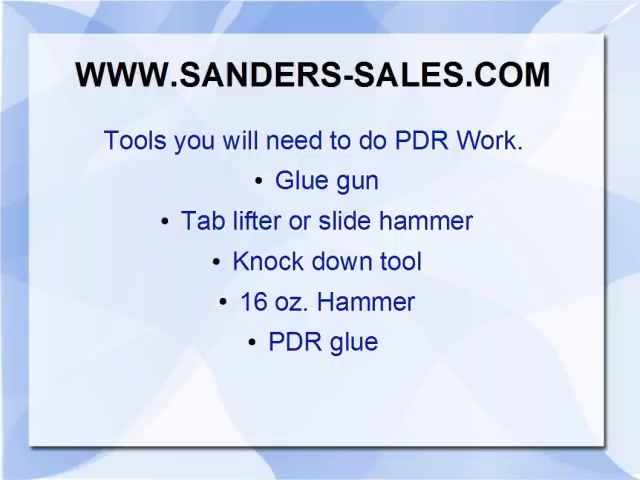 WWW.SANDERS-SALES.COM
Tools you will need to do PDR Work.
• Glue gun
• Tab lifter or slide hammer
• Knock down tool
• 16 oz. Hammer
• PDR glue